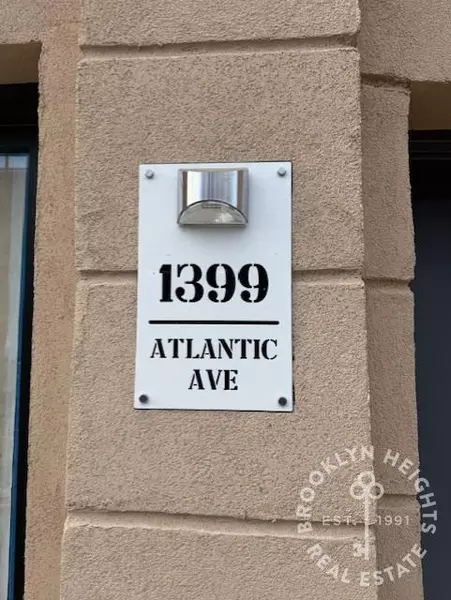 1399
ATLANTIC
AVE
BROOKLYN HEIGHTS
EST. 1991
REAL ESTATE